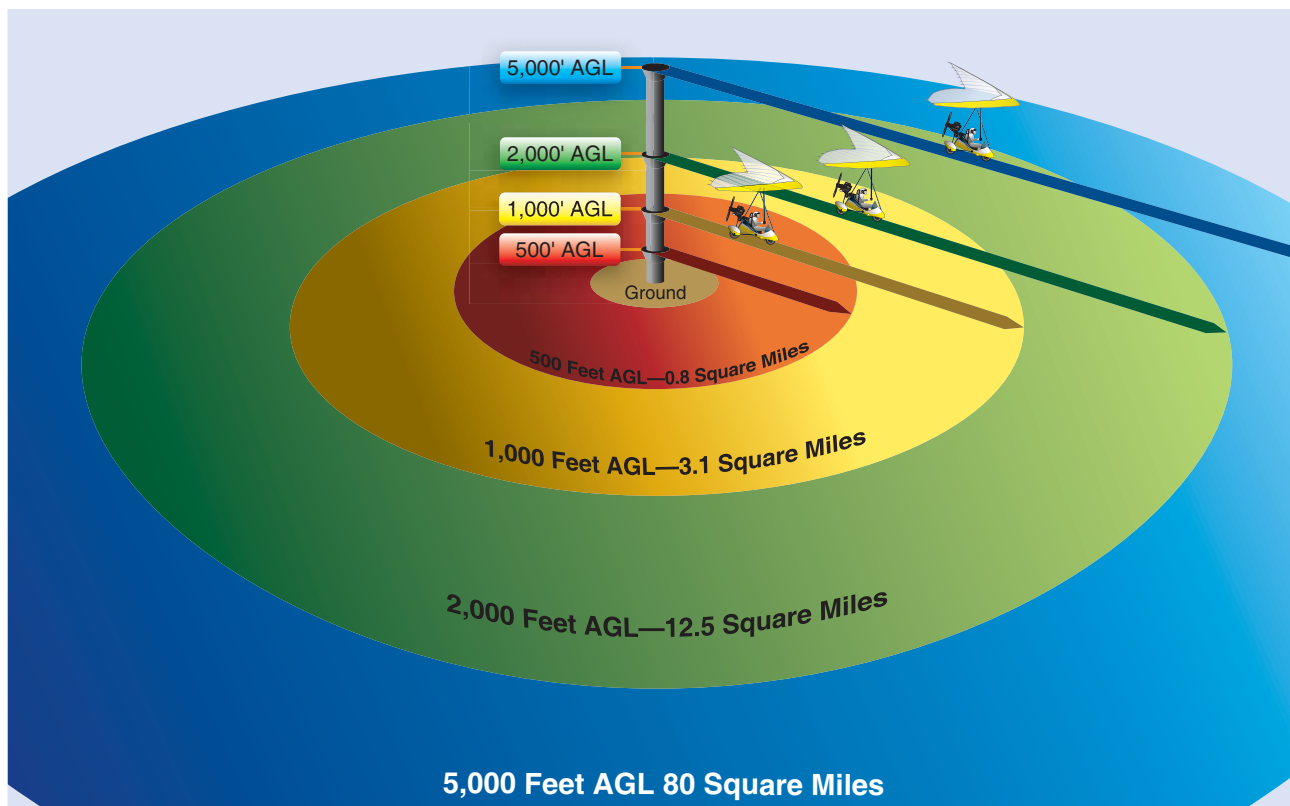 5,000' AGL
2,000' AGL
1,000' AGL
500' AGL
Ground
500 Feet AGL—0.8 Square Miles
1,000 Feet AGL—3.1 Square Miles
2,000 Feet AGL—12.5 Square Miles
5,000 Feet AGL 80 Square Miles